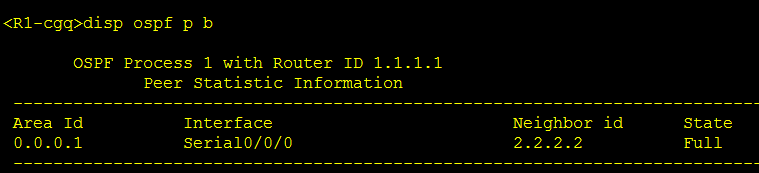 <R1-cgq>disp ospf p b
OSPF Process 1 with Router ID 1.1.1.1
Peer Statistic Information
----------------------------------------------------------------------------
Area Id Interface Neighbor id State
0.0.0.1 Serial0/0/0 2.2.2.2 Full
----------------------------------------------------------------------------